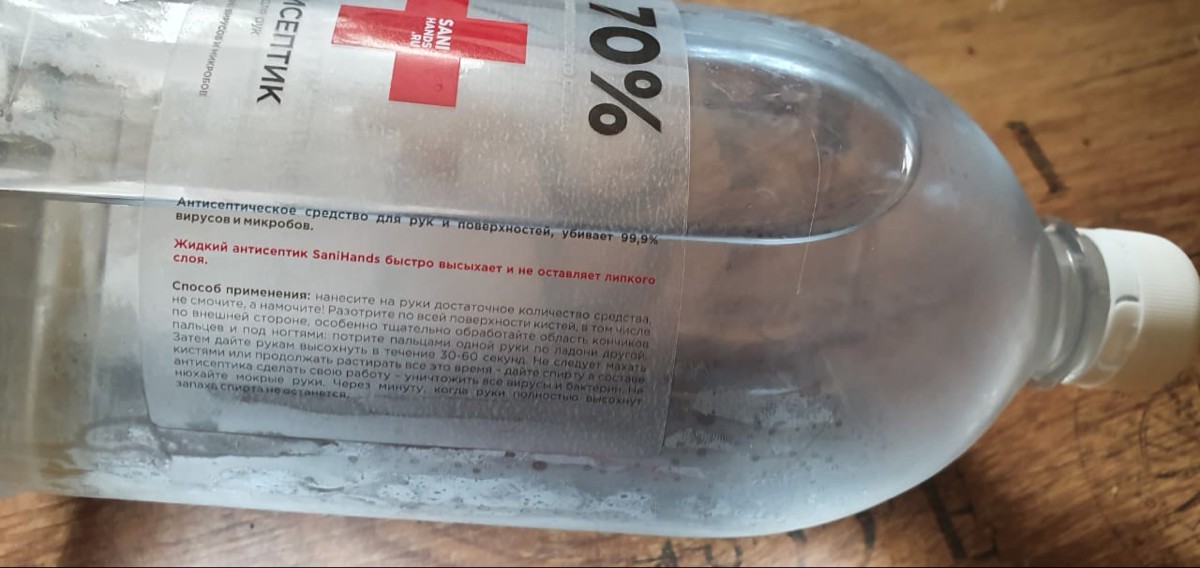 70%
SANI
HANDS
.RU
ИСЕПТИК
рук
вирусов и микробов
Антисептическое средство для рук и поверхностей, убивает 99,9%
вирусов и микробов.
Жидкий антисептик SaniHands быстро высыхает и не оставляет липкого
слоя.
Способ применения: нанесите на руки достаточное количество средства,
не смочите, а намочите! Разотрите по всей поверхности кистей, в том числе
по внешней стороне, особенно тщательно обработайте область кончиков
пальцев и под ногтями: потрите пальцами одной руки по ладони другой.
Затем дайте рукам высохнуть в течение 30-60 секунд. Не следует махать
кистями или продолжать растирать все это время - дайте спирту в составе
антисептика сделать свою работу - уничтожить все вирусы и бактерии. Не
нюхайте мокрые руки. Через минуту, когда руки полностью высохнут
запаха спирта не останется.